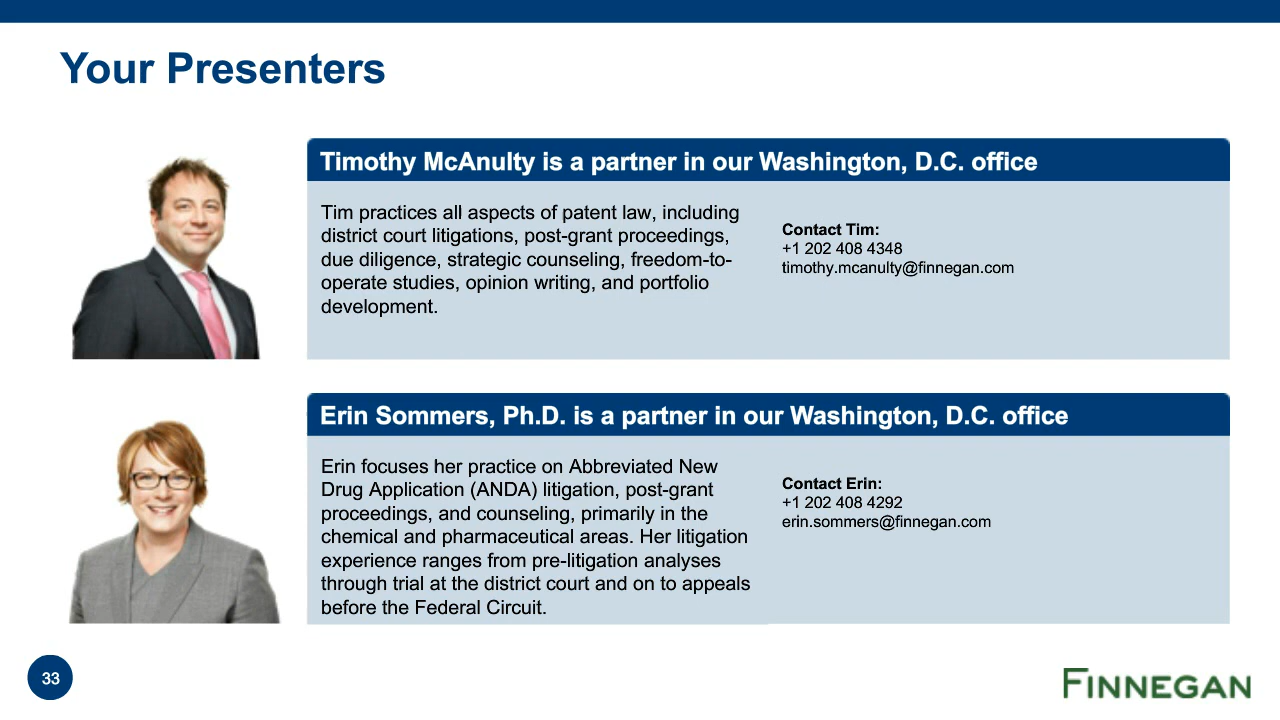 Your Presenters
Timothy McAnulty is a partner in our Washington, D.C. office
Tim practices all aspects of patent law, including
district court litigations, post-grant proceedings,
due diligence, strategic counseling, freedom-to-
operate studies, opinion writing, and portfolio
development.
Contact Tim:
+1 202 408 4348
timothy.mcanulty@finnegan.com
Erin Sommers, Ph.D. is a partner in our Washington, D.C. office
Erin focuses her practice on Abbreviated New
Drug Application (ANDA) litigation, post-grant
proceedings, and counseling, primarily in the
chemical and pharmaceutical areas. Her litigation
experience ranges from pre-litigation analyses
through trial at the district court and on to appeals
before the Federal Circuit.
Contact Erin:
+1 202 408 4292
erin.sommers@finnegan.com
33
FINNEGAN